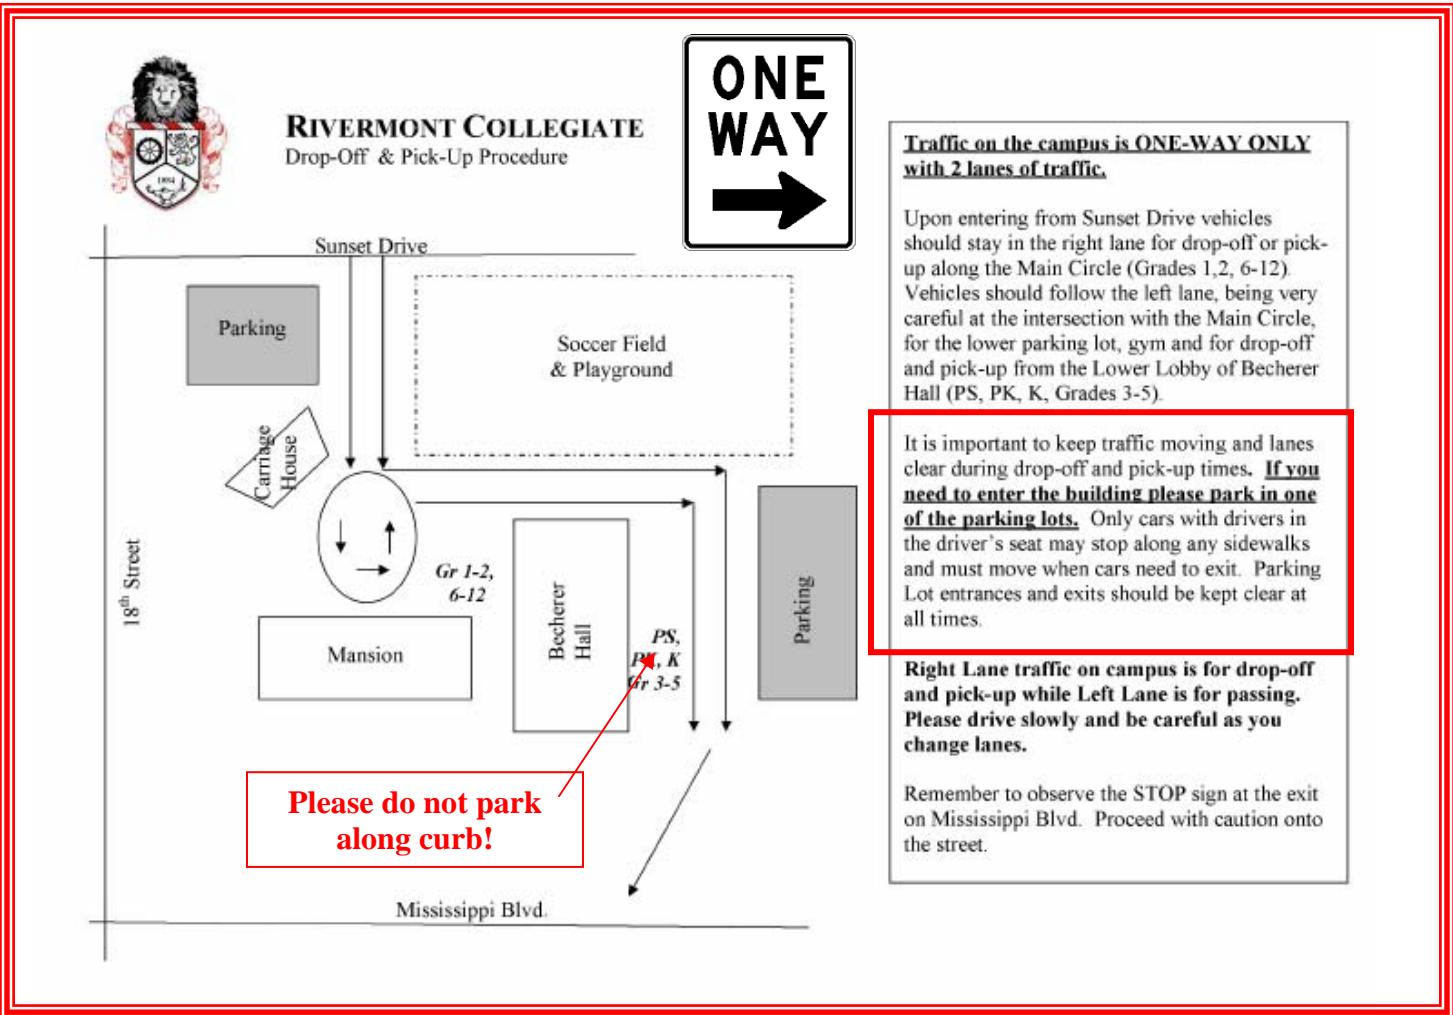 RIVERMONT COLLEGIATE
Drop-Off & Pick-Up Procedure
ONE
WAY
1884
Sunset Drive
Parking
Soccer Field
& Playground
Carriage
House
18th Street
Gr 1-2,
6-12
Becherer
Hall
Mansion
PS,
PK, K
Gr 3-5
Parking
Please do not park
along curb!
Mississippi Blvd.
Traffic on the campus is ONE-WAY ONLY
with 2 lanes of traffic.
Upon entering from Sunset Drive vehicles
should stay in the right lane for drop-off or pick-
up along the Main Circle (Grades 1,2, 6-12).
Vehicles should follow the left lane, being very
careful at the intersection with the Main Circle,
for the lower parking lot, gym and for drop-off
and pick-up from the Lower Lobby of Becherer
Hall (PS, PK, K, Grades 3-5).
It is important to keep traffic moving and lanes
clear during drop-off and pick-up times. If you
need to enter the building please park in one
of the parking lots. Only cars with drivers in
the driver's seat may stop along any sidewalks
and must move when cars need to exit. Parking
Lot entrances and exits should be kept clear at
all times.
Right Lane traffic on campus is for drop-off
and pick-up while Left Lane is for passing.
Please drive slowly and be careful as you
change lanes.
Remember to observe the STOP sign at the exit
on Mississippi Blvd. Proceed with caution onto
the street.